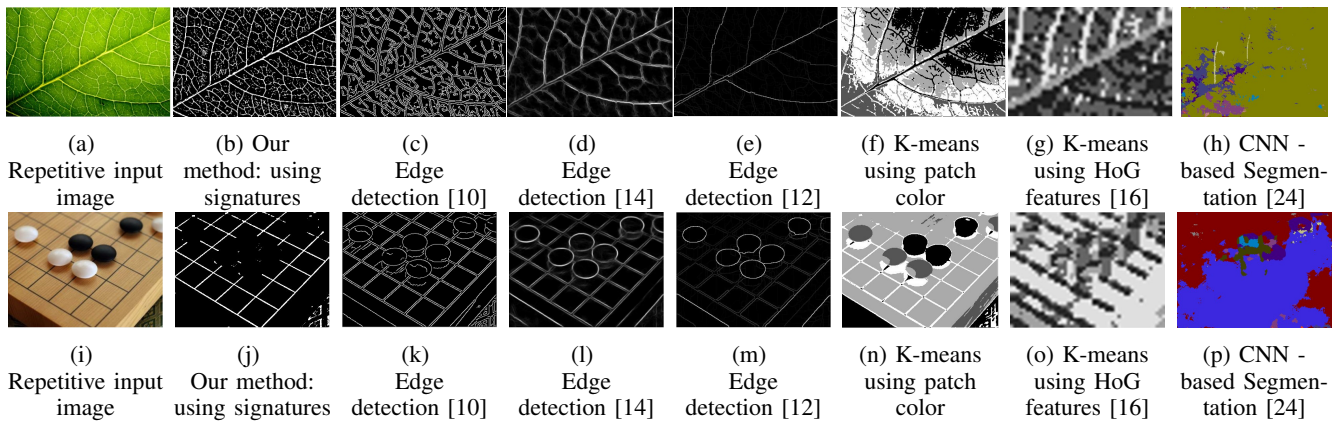 (a)
Repetitive input
image
(b) Our
method: using
signatures
(c)
Edge
detection [10]
(d)
Edge
detection [14]
(e)
Edge
detection [12]
(f) K-means
using patch
color
(g) K-means
using HoG
features [16]
(h) CNN -
based Segmen-
tation [24]
(i)
Repetitive input
image
(j)
Our method:
using signatures
(k)
Edge
detection [10]
(l)
Edge
detection [14]
(m)
Edge
detection [12]
(n) K-means
using patch
color
(o) K-means
using HoG
features [16]
(p) CNN -
based Segmen-
tation [24]